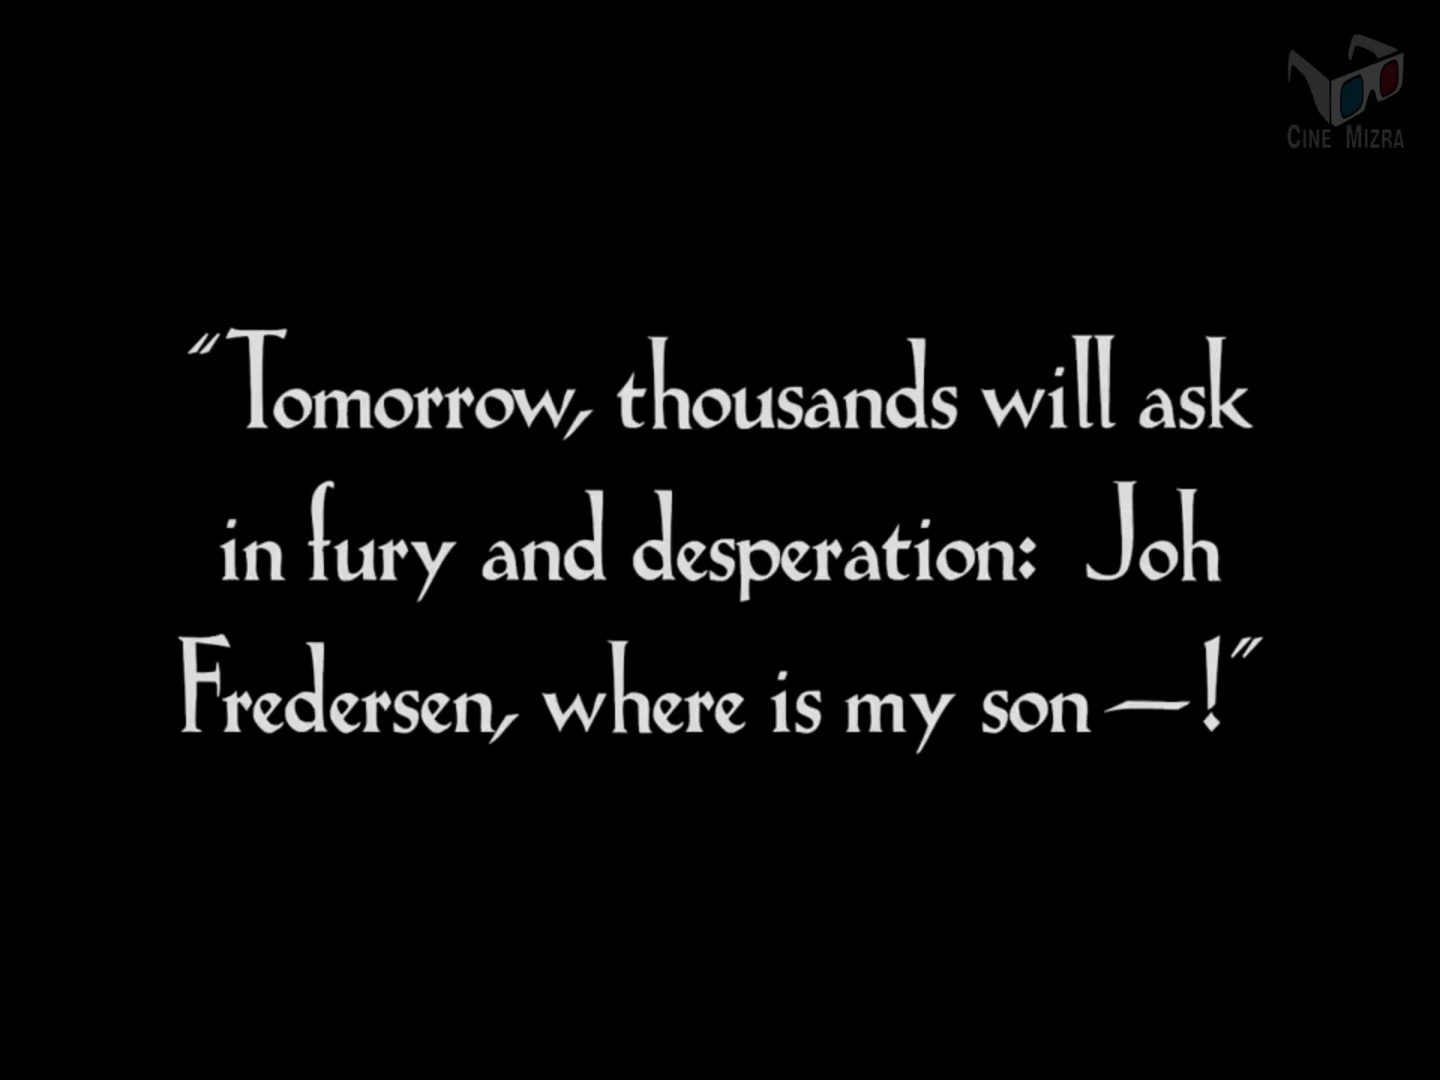 CINE MIZRA
“Tomorrow, thousands will ask
in fury and desperation: Joh
Fredersen, where is my son —!”